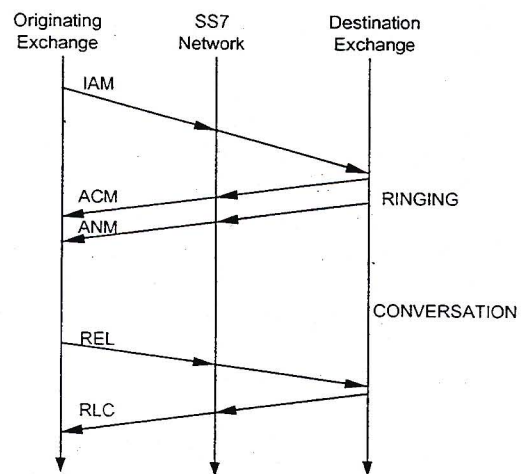 Originating
Exchange
SS7
Network
Destination
Exchange
IAM
ACM
RINGING
ANM
CONVERSATION
REL
RLC